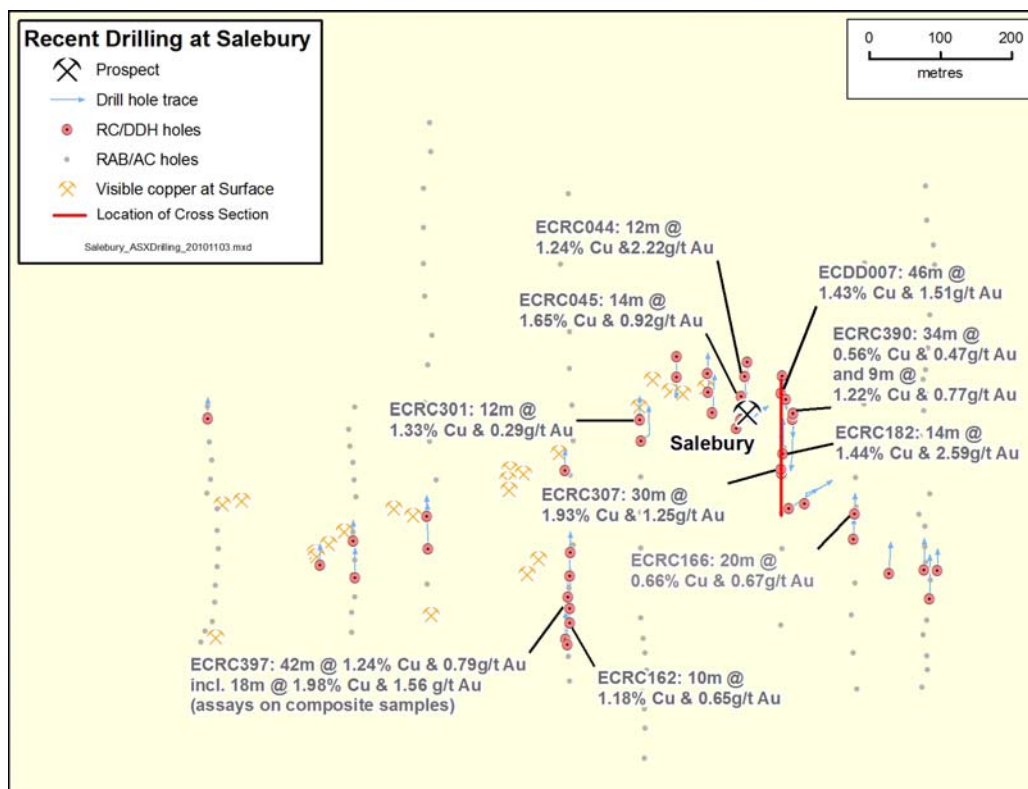 Recent Drilling at Salebury
Prospect
Drill hole trace
RC/DDH holes
RAB/AC holes
Visible copper at Surface
Location of Cross Section
Salebury_ASXDrilling_20101103.mxd
0 100 200
metres
ECRC044: 12m @
1.24% Cu &2.22g/t Au
ECDD007: 46m @
1.43% Cu & 1.51g/t Au
ECRC045: 14m @
1.65% Cu & 0.92g/t Au
ECRC390: 34m @
0.56% Cu & 0.47g/t Au
and 9m @
1.22% Cu & 0.77g/t Au
ECRC301: 12m @
1.33% Cu & 0.29g/t Au
Salebury
ECRC182: 14m @
1.44% Cu & 2.59g/t Au
ECRC307: 30m @
1.93% Cu & 1.25g/t Au
ECRC166: 20m @
0.66% Cu & 0.67g/t Au
ECRC397: 42m @ 1.24% Cu & 0.79g/t Au
incl. 18m @ 1.98% Cu & 1.56 g/t Au
(assays on composite samples)
ECRC162: 10m @
1.18% Cu & 0.65g/t Au